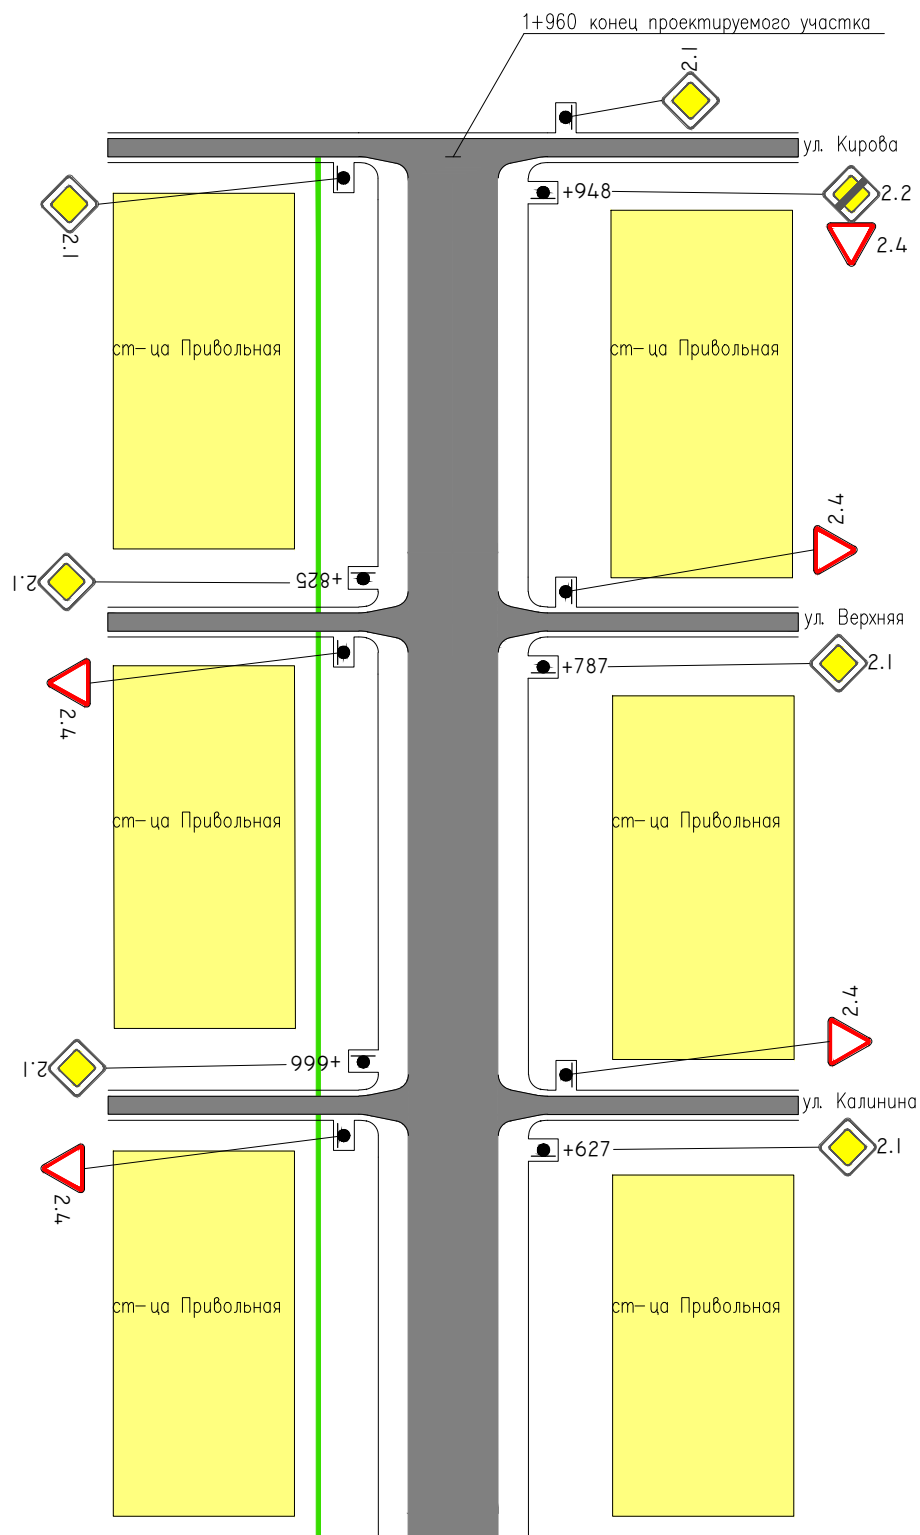 1+960 конец проектируемого участка
2.1
ул. Кирова
2.1
+948
2.2
2.4
ст-ца Привольная
ст-ца Привольная
2.4
2.1
+825
ул. Верхняя
+787
2.1
2.4
ст-ца Привольная
ст-ца Привольная
2.4
2.1
+666
ул. Калинина
+627
2.1
2.4
ст-ца Привольная
ст-ца Привольная